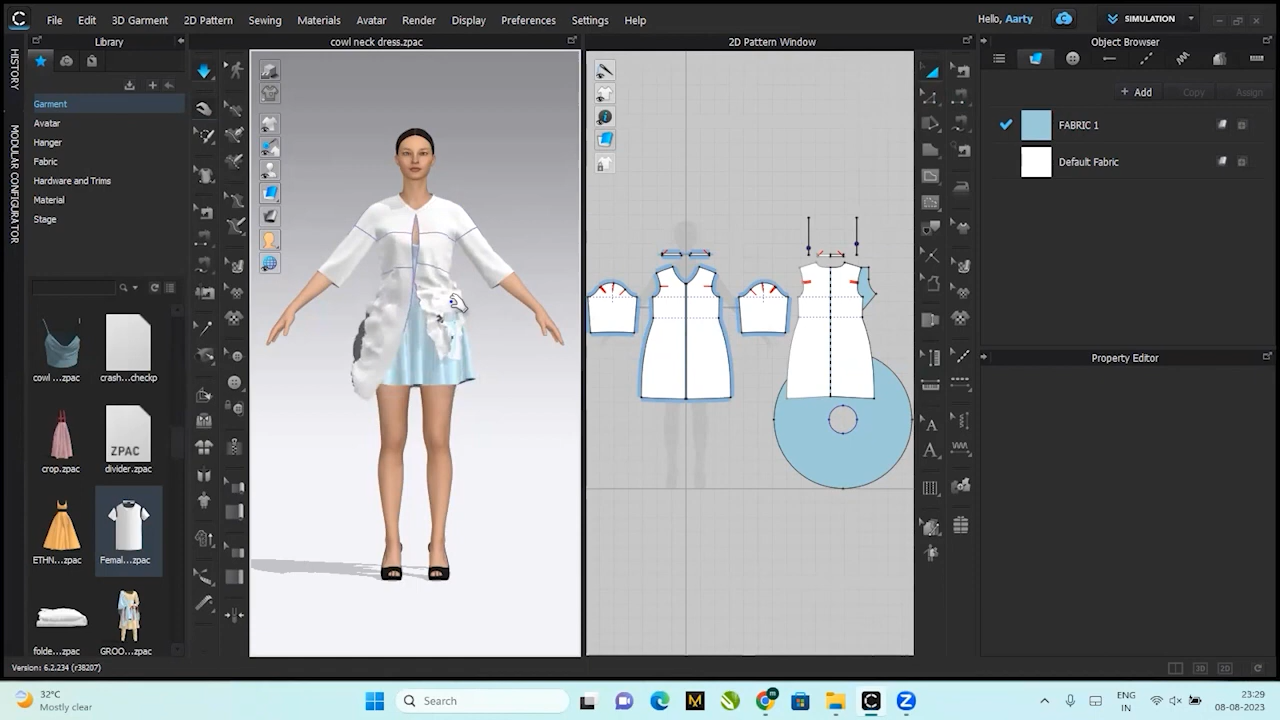 File Edit 3D Garment 2D Pattern Sewing Materials Avatar Render Display Preferences Settings Help
Hello, Aarty
SIMULATION
Library
cowl neck dress.zpac
2D Pattern Window
Object Browser
HISTORY
MODULAR CONFIGURATOR
Garment
Avatar
Hanger
Fabric
Hardware and Trims
Material
Stage
+ Add Copy Assign
FABRIC 1
Default Fabric
Property Editor
cowl ...zpac crash...checkp
ZPAC
crop.zpac divider.zpac
ETHN...zpac Femal...zpac
folde...zpac GROO...zpac
A
A
Version: 6.2.234 (r38207)
3D 2D
32°C
Mostly clear
Search
ENG
IN
23:29
08-08-2023